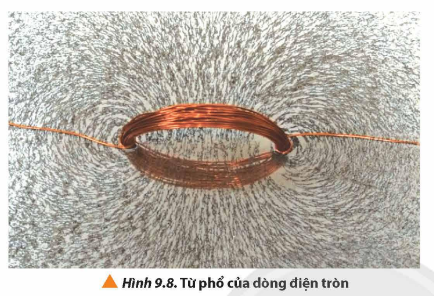 Hình 9.8. Từ phổ của dòng điện tròn